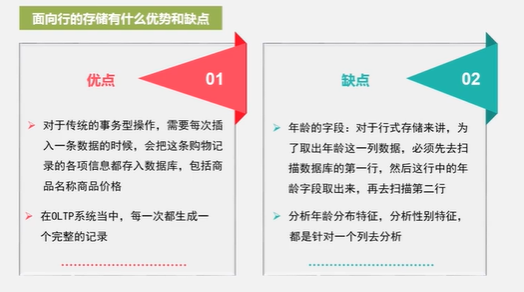 面向行的存储有什么优势和缺点
优点
01
对于传统的事务型操作，需要每次插
入一条数据的时候，会把这条购物记
录的各项信息都存入数据库，包括商
品名称商品价格
在OLTP系统当中，每一次都生成一
个完整的记录
缺点
02
年龄的字段：对于行式存储来讲，为
了取出年龄这一列数据，必须先去扫
描数据库的第一行，然后这行中的年
龄字段取出来，再去扫描第二行
分析年龄分布特征，分析性别特征，
都是针对一个列去分析